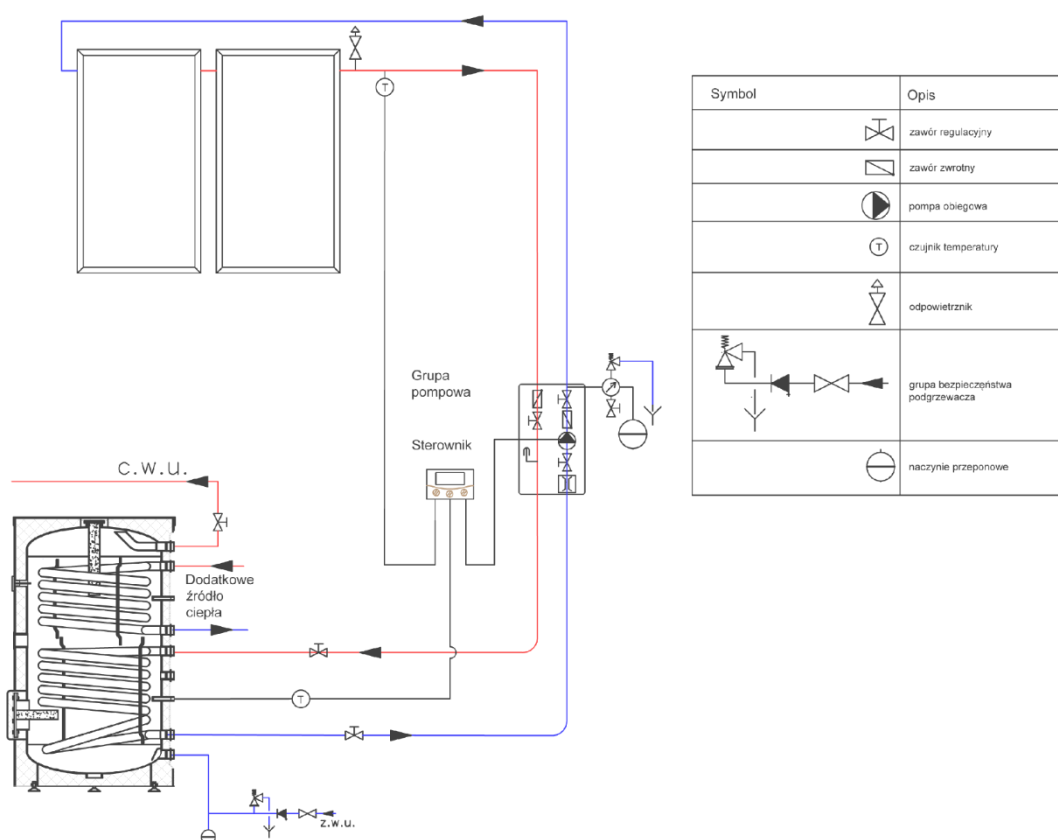 Symbol
Opis
zawór regulacyjny
zawór zwrotny
pompa obiegowa
T
czujnik temperatury
odpowietrznik
grupa bezpieczeństwa
podgrzewacza
naczynie przeponowe
T
Grupa
pompowa
Sterownik
c.w.u.
Dodatkowe
źródło
ciepła
T
z.w.u.